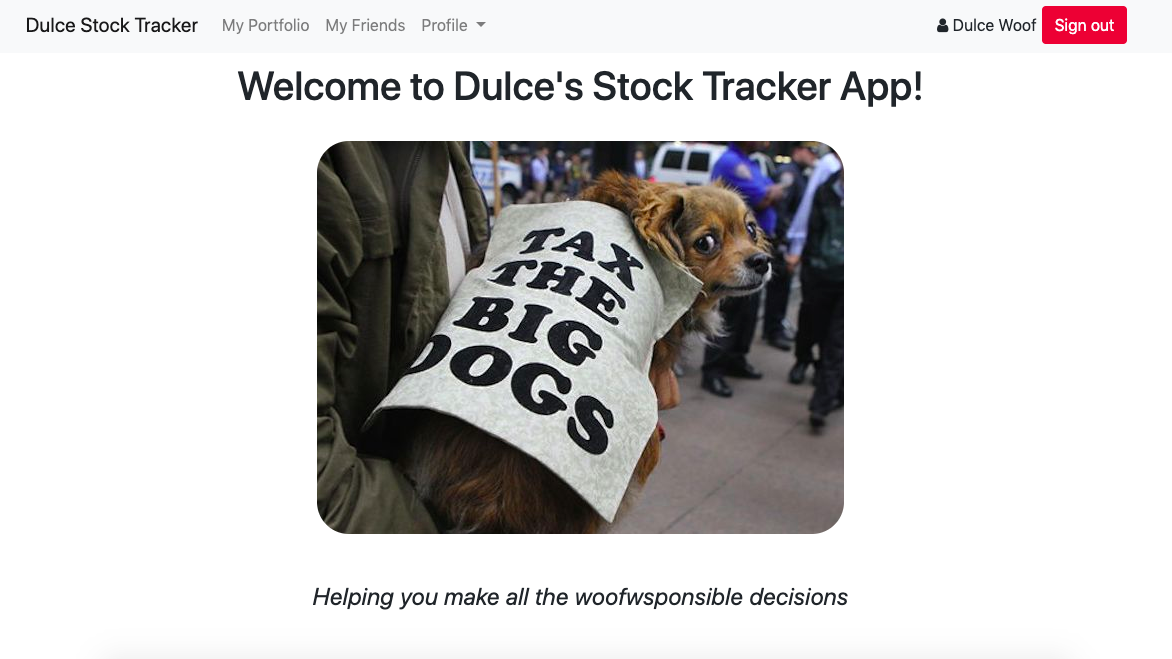 Dulce Stock Tracker My Portfolio My Friends Profile Dulce Woof Sign out
Welcome to Dulce's Stock Tracker App!
TAX
THE
BIG
DOGS
Helping you make all the woofwsponsible decisions